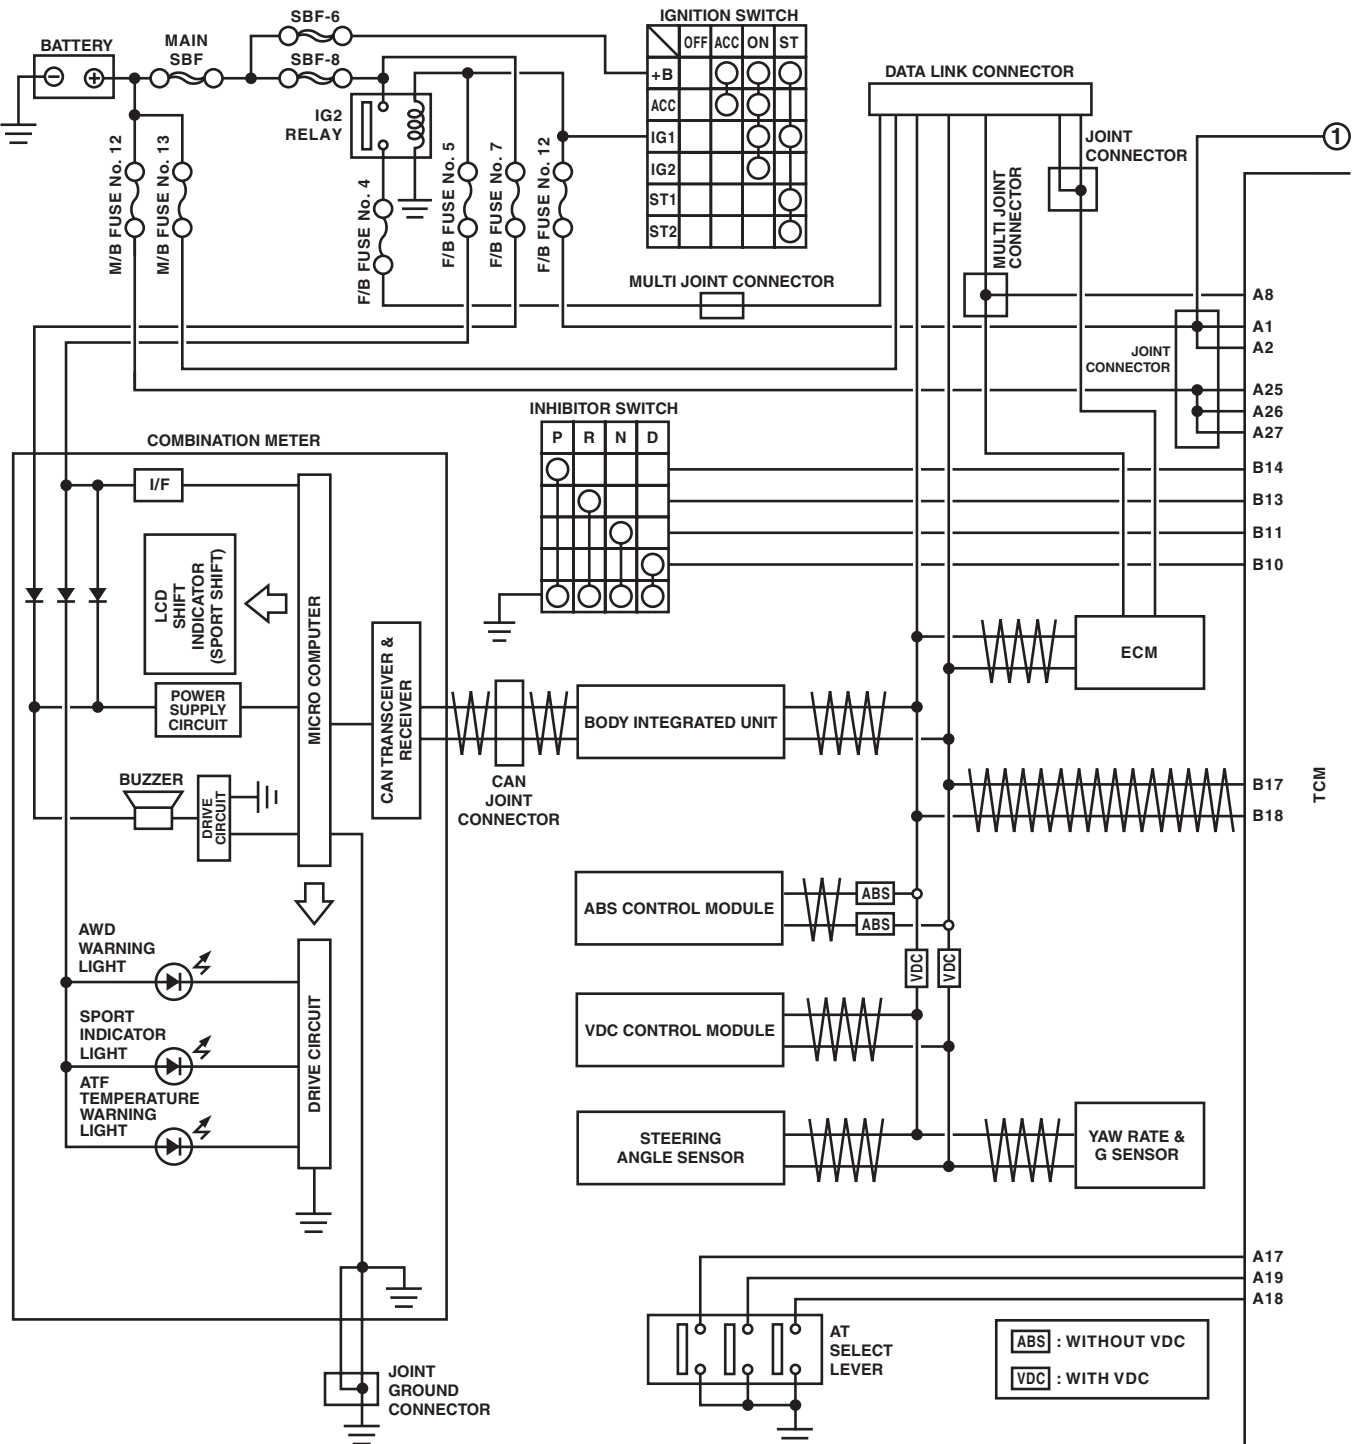 SBF-6
IGNITION SWITCH
BATTERY
MAIN
SBF
SBF-8
OFF ACC ON ST
+B
ACC
IG1
IG2
ST1
ST2
DATA LINK CONNECTOR
IG2
RELAY
JOINT
CONNECTOR
1
M/B FUSE No. 12
M/B FUSE No. 13
F/B FUSE No. 4
F/B FUSE No. 5
F/B FUSE No. 7
F/B FUSE No. 12
MULTI JOINT
CONNECTOR
MULTI JOINT CONNECTOR
A8
A1
A2
JOINT
CONNECTOR
A25
A26
A27
INHIBITOR SWITCH
P R N D
B14
B13
B11
B10
COMBINATION METER
I/F
LCD
SHIFT
INDICATOR
(SPORT SHIFT)
MICRO COMPUTER
CAN TRANSCEIVER &
RECEIVER
POWER
SUPPLY
CIRCUIT
BUZZER
DRIVE
CIRCUIT
CAN
JOINT
CONNECTOR
BODY INTEGRATED UNIT
ECM
B17
B18
TCM
ABS CONTROL MODULE
ABS
ABS
VDC
VDC
VDC CONTROL MODULE
AWD
WARNING
LIGHT
SPORT
INDICATOR
LIGHT
ATF
TEMPERATURE
WARNING
LIGHT
DRIVE CIRCUIT
STEERING
ANGLE SENSOR
YAW RATE &
G SENSOR
A17
A19
A18
AT
SELECT
LEVER
ABS : WITHOUT VDC
VDC : WITH VDC
JOINT
GROUND
CONNECTOR